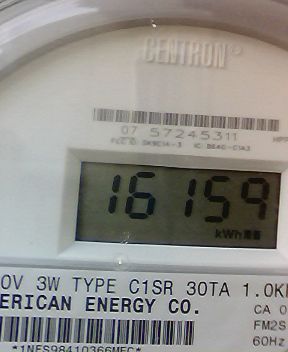 CENTRON®
07 57245311
16159
kWh
0V 3W TYPE C1SR 30TA 1.0K
ERICAN ENERGY CO. CA 0
FM2S
60Hz
*1NES98410366MEC*